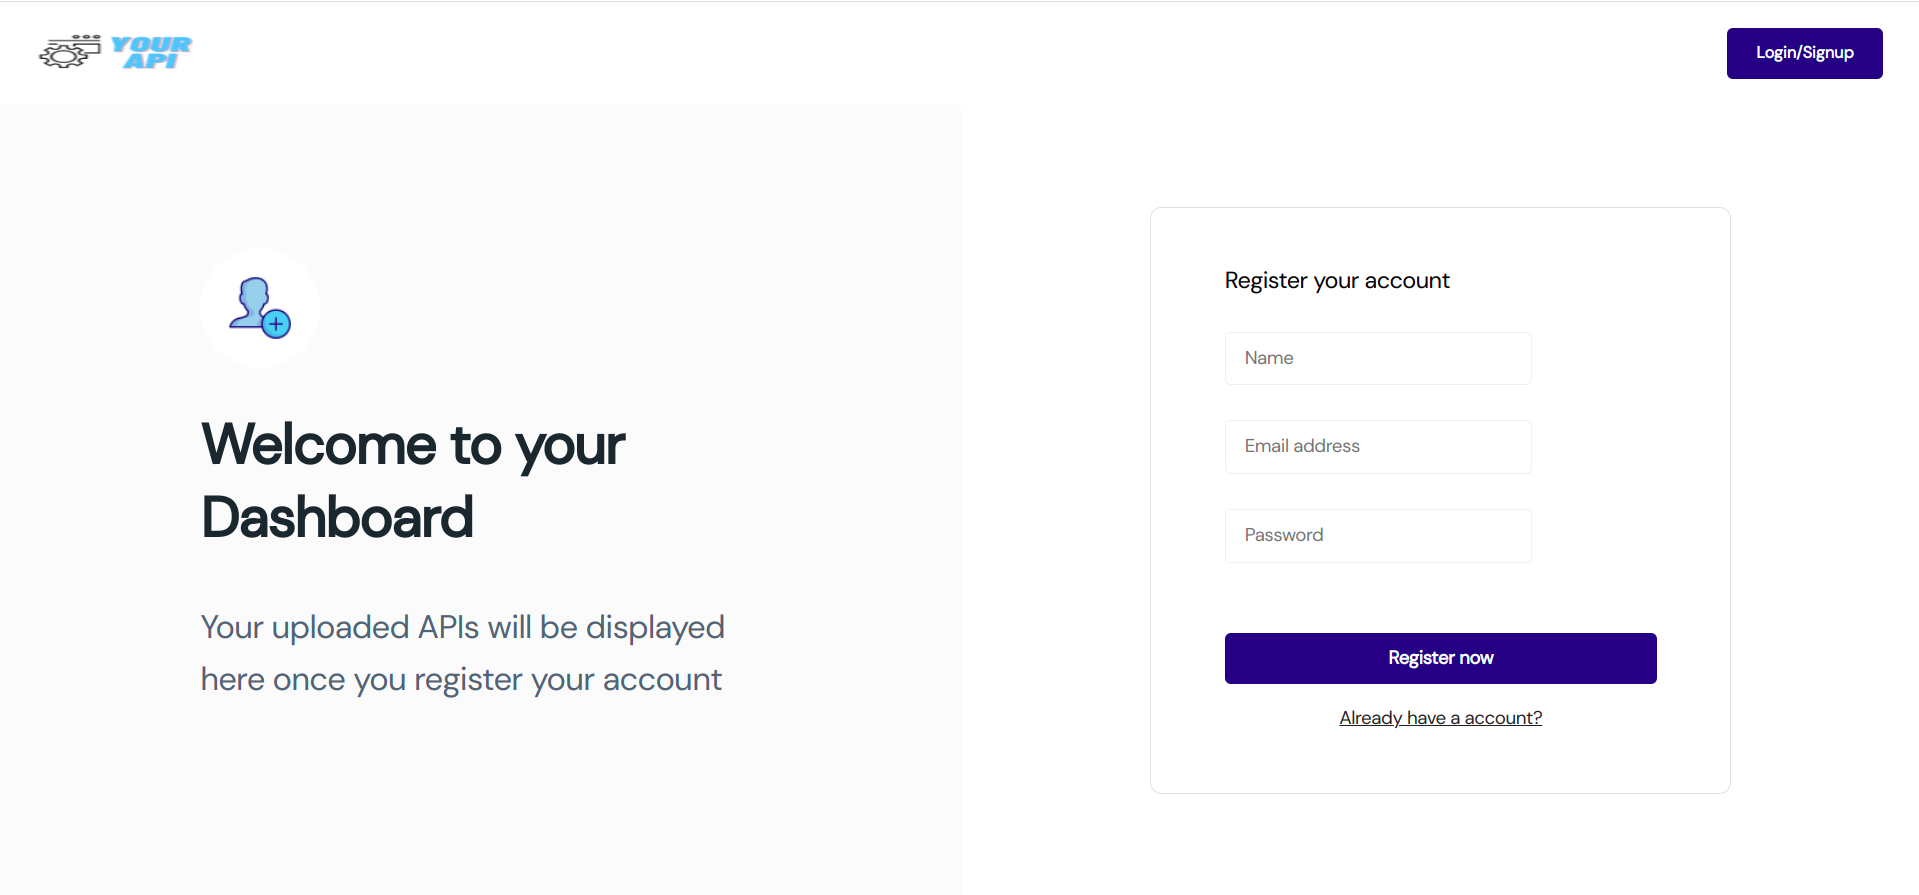 YOUR
API
Login/Signup
Welcome to your
Dashboard
Your uploaded APIs will be displayed
here once you register your account
Register your account
Name
Email address
Password
Register now
Already have a account?